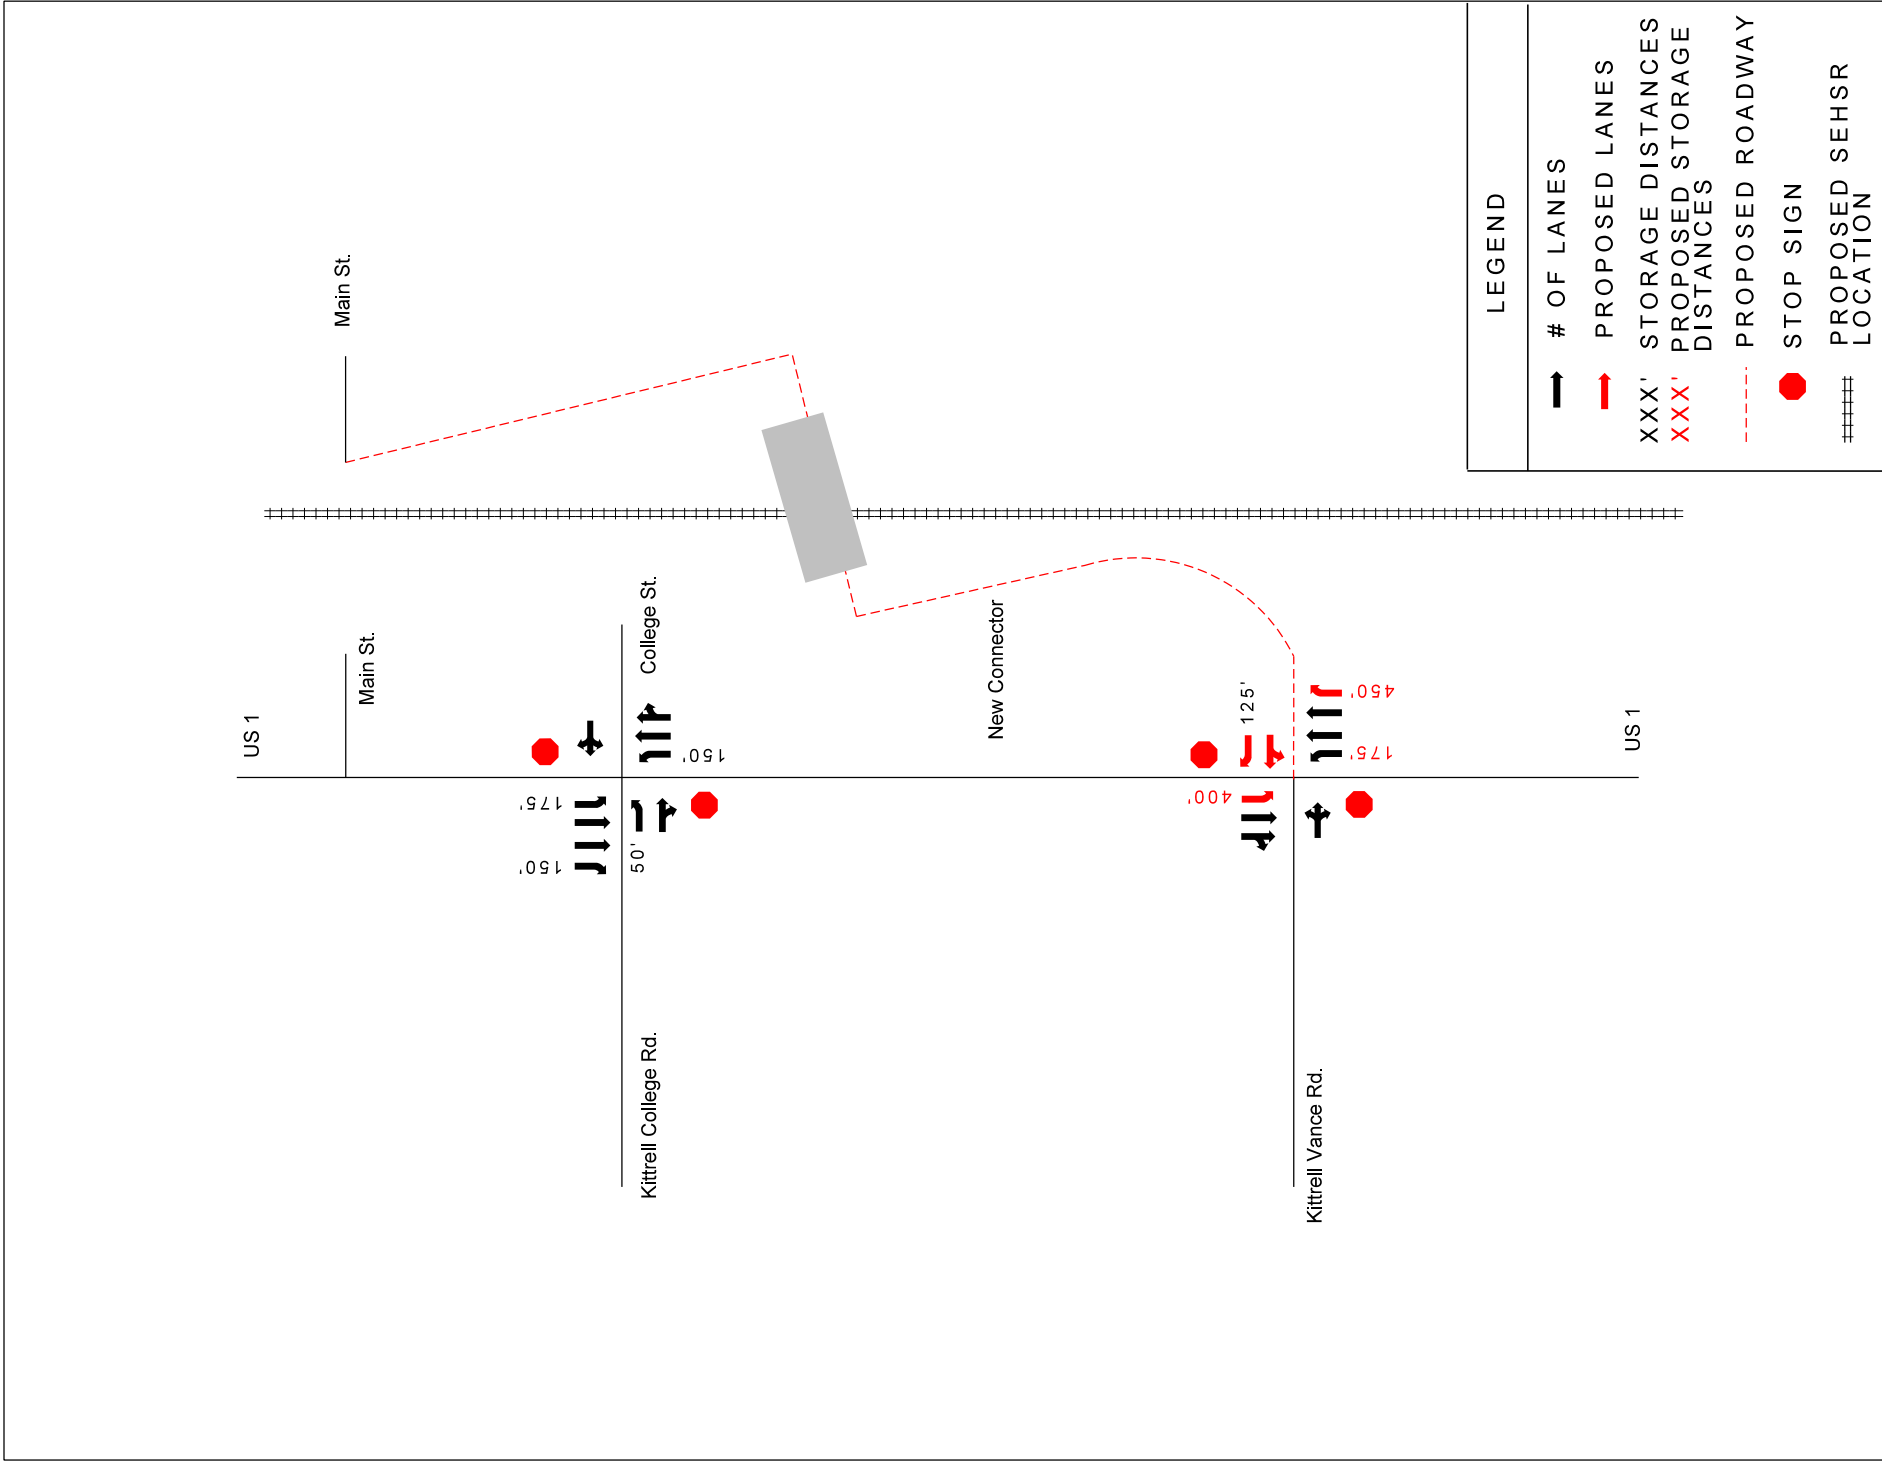 Main St.
US 1
Main St.
College St.
175'
150'
150'
50'
Kittrell College Rd.
New Connector
125'
400'
450'
175'
US 1
Kittrell Vance Rd.
LEGEND
# OF LANES
PROPOSED LANES
XXX' STORAGE DISTANCES
XXX' PROPOSED STORAGE
DISTANCES
PROPOSED ROADWAY
STOP SIGN
PROPOSED SEHSR
LOCATION